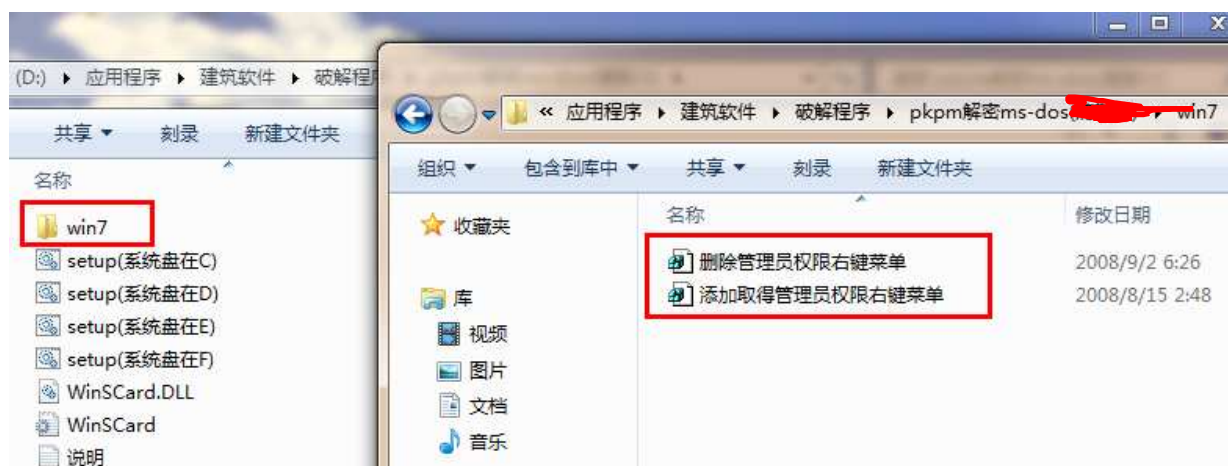 (D:) ▸ 应用程序 ▸ 建筑软件 ▸ 破解程
共享 刻录 新建文件夹
名称
win7
setup(系统盘在C)
setup(系统盘在D)
setup(系统盘在E)
setup(系统盘在F)
WinSCard.DLL
WinSCard
说明
« 应用程序 ▸ 建筑软件 ▸ 破解程序 ▸ pkpm解密ms-dos( ▸ win7
组织 包含到库中 共享 刻录 新建文件夹
收藏夹
库
视频
图片
文档
音乐
名称 修改日期
删除管理员权限右键菜单 2008/9/2 6:26
添加取得管理员权限右键菜单 2008/8/15 2:48